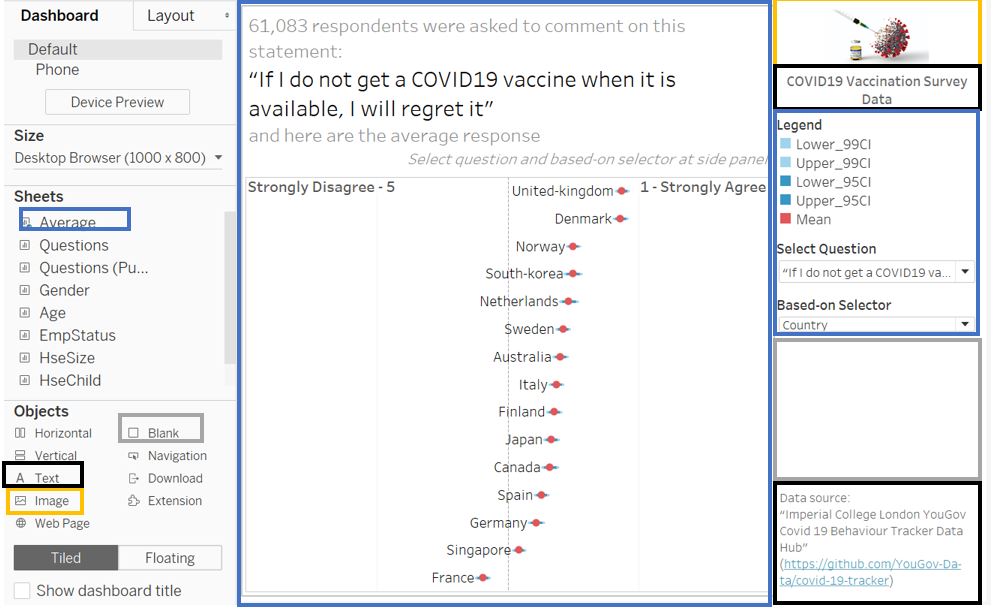 Dashboard
Layout
Default
Phone
Device Preview
Size
Desktop Browser (1000 x 800)
Sheets
Average
Questions
Questions (Pu...
Gender
Age
EmpStatus
HseSize
HseChild
Objects
Horizontal
Blank
Vertical
Navigation
Text
Download
Image
Extension
Web Page
Tiled
Floating
Show dashboard title
61,083 respondents were asked to comment on this
statement:
“If I do not get a COVID19 vaccine when it is
available, I will regret it”
and here are the average response
Select question and based-on selector at side panel
Strongly Disagree - 5
1 - Strongly Agree
United-kingdom
Denmark
Norway
South-korea
Netherlands
Sweden
Australia
Italy
Finland
Japan
Canada
Spain
Germany
Singapore
France
COVID19 Vaccination Survey
Data
Legend
Lower_99CI
Upper_99CI
Lower_95CI
Upper_95CI
Mean
Select Question
“If I do not get a COVID19 va...
Based-on Selector
Country
Data source:
“Imperial College London YouGov
Covid 19 Behaviour Tracker Data
Hub”
(https://github.com/YouGov-Da-
ta/covid-19-tracker)